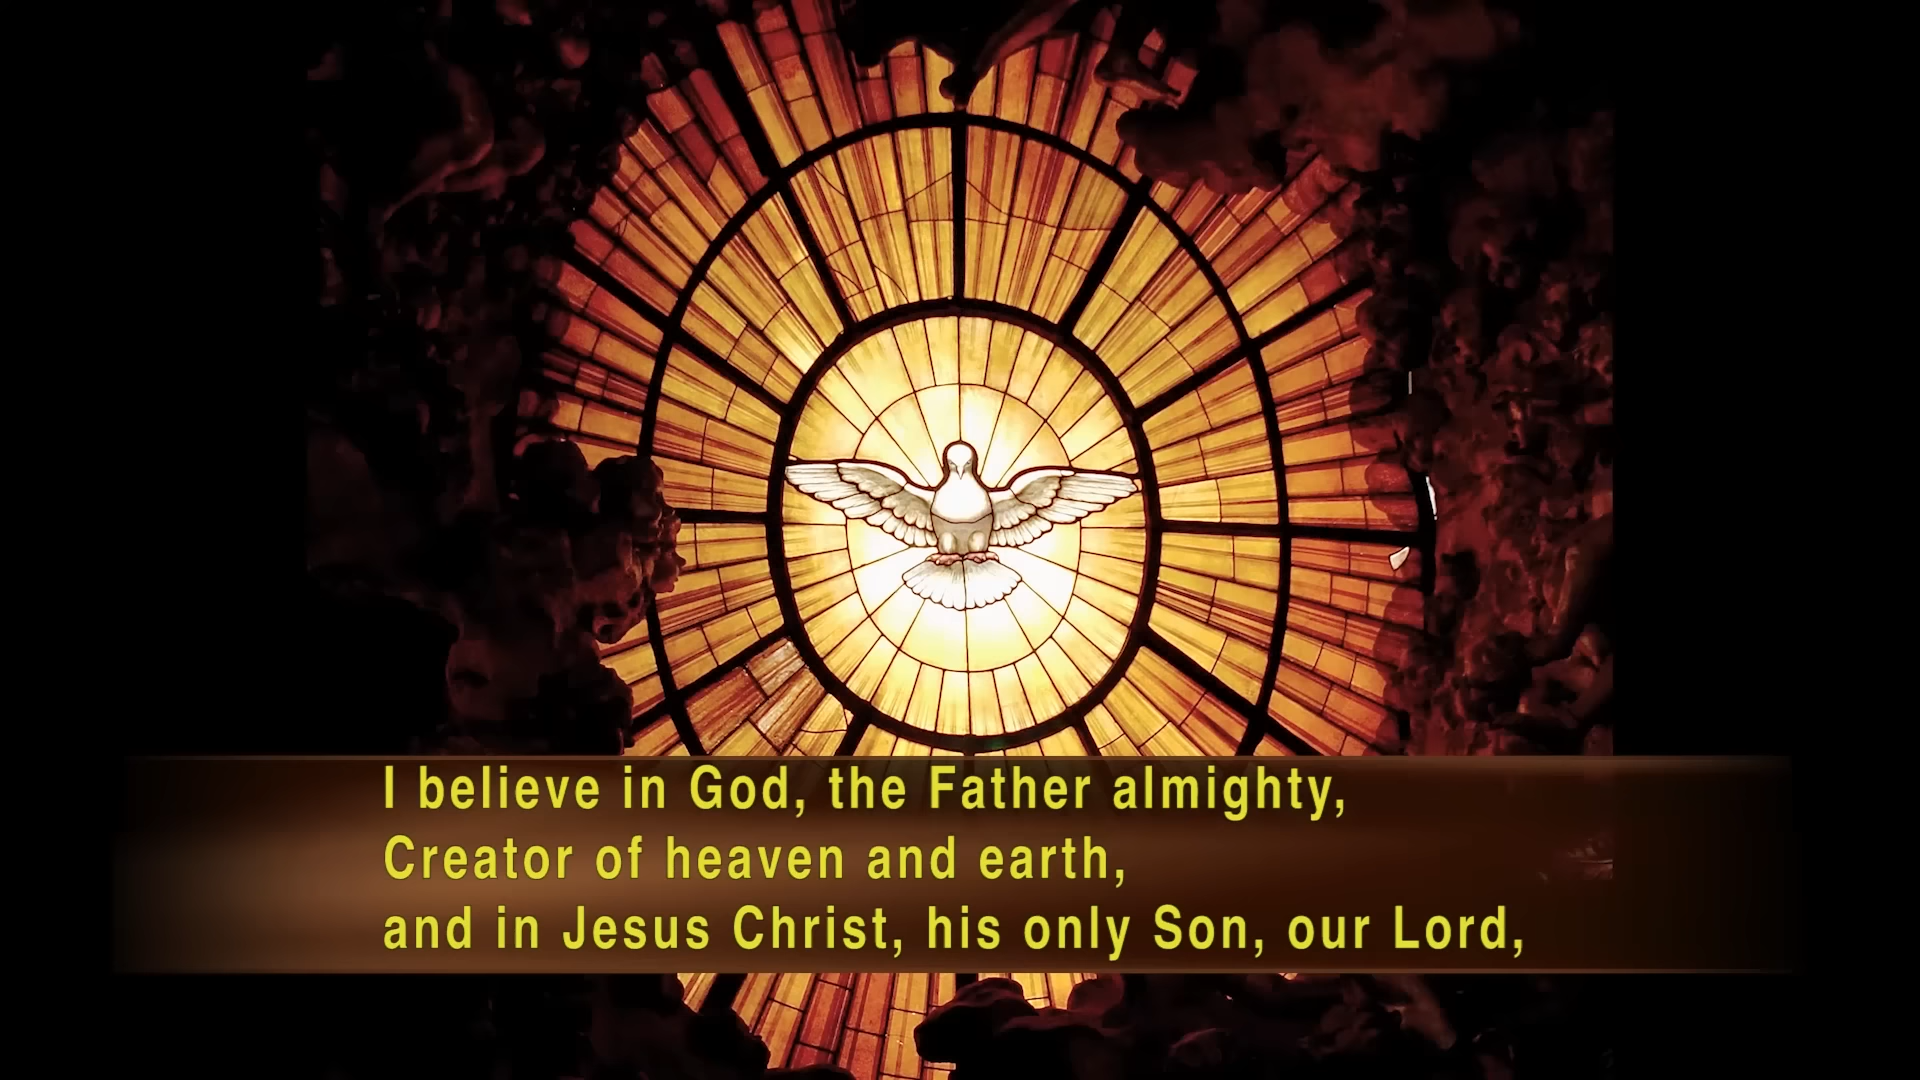 I believe in God, the Father almighty,
Creator of heaven and earth,
and in Jesus Christ, his only Son, our Lord,